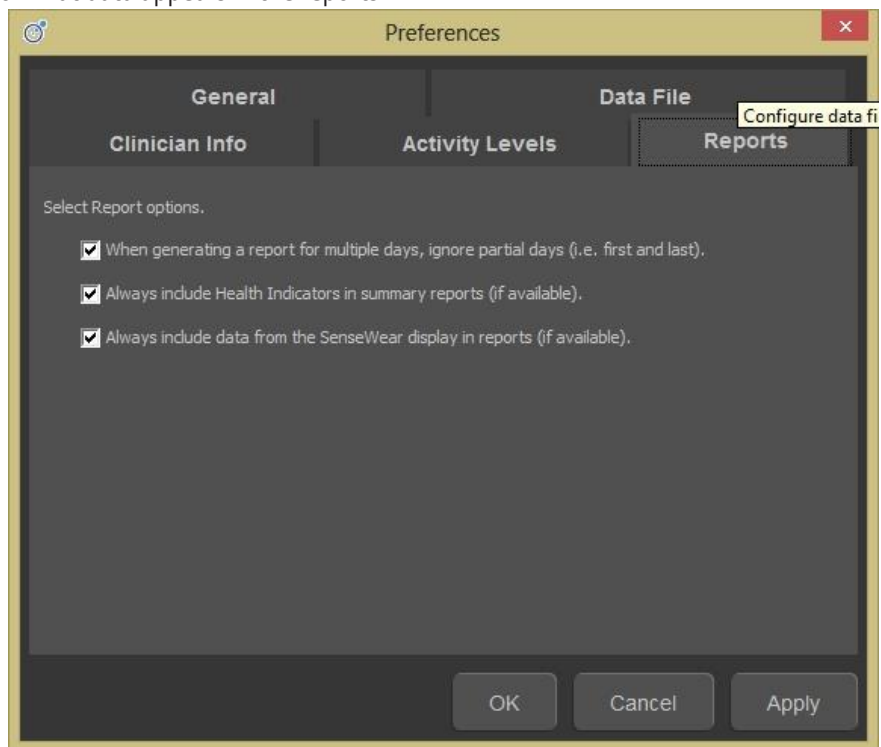 Preferences
General Data File
Configure data fi
Clinician Info Activity Levels Reports
Select Report options.
When generating a report for multiple days, ignore partial days (i.e. first and last).
Always include Health Indicators in summary reports (if available).
Always include data from the SenseWear display in reports (if available).
OK Cancel Apply